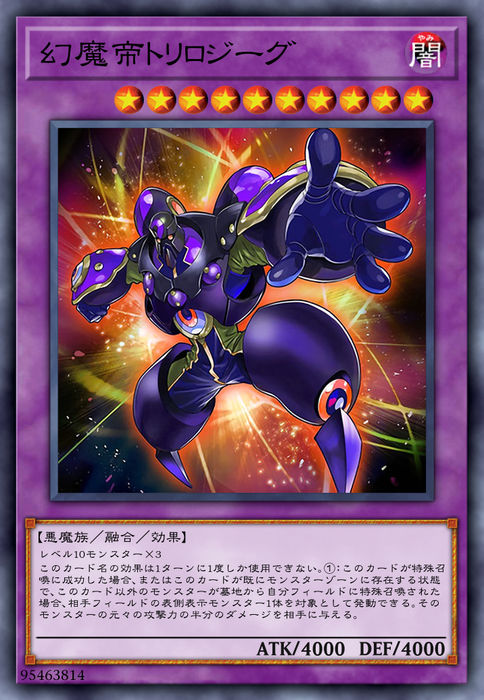 幻魔帝トリロジーグ
やみ
闇
【悪魔族／融合／効果】
レベル10モンスター×3
このカード名の効果は1ターンに1度しか使用できない。①：このカードが特殊召
喚に成功した場合、またはこのカードが既にモンスターゾーンに存在する状態
で、このカード以外のモンスターが墓地から自分フィールドに特殊召喚された
場合、相手フィールドの表側表示モンスター1体を対象として発動できる。その
モンスターの元々の攻撃力の半分のダメージを相手に与える。
ATK/4000 DEF/4000
95463814